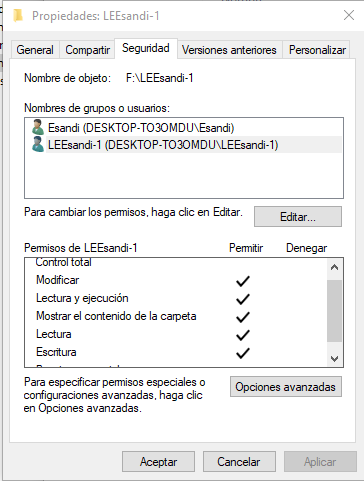 Propiedades: LEEsandi-1
General Compartir Seguridad Versiones anteriores Personalizar
Nombre de objeto: F:\LEEsandi-1
Nombres de grupos o usuarios:
Esandi (DESKTOP-TO3OMDU\Esandi)
LEEsandi-1 (DESKTOP-TO3OMDU\LEEsandi-1)
Para cambiar los permisos, haga clic en Editar.
Editar...
Permisos de LEEsandi-1 Permitir Denegar
Control total
Modificar
Lectura y ejecución
Mostrar el contenido de la carpeta
Lectura
Escritura
Para especificar permisos especiales o
configuraciones avanzadas, haga clic
en Opciones avanzadas.
Opciones avanzadas
Aceptar Cancelar Aplicar